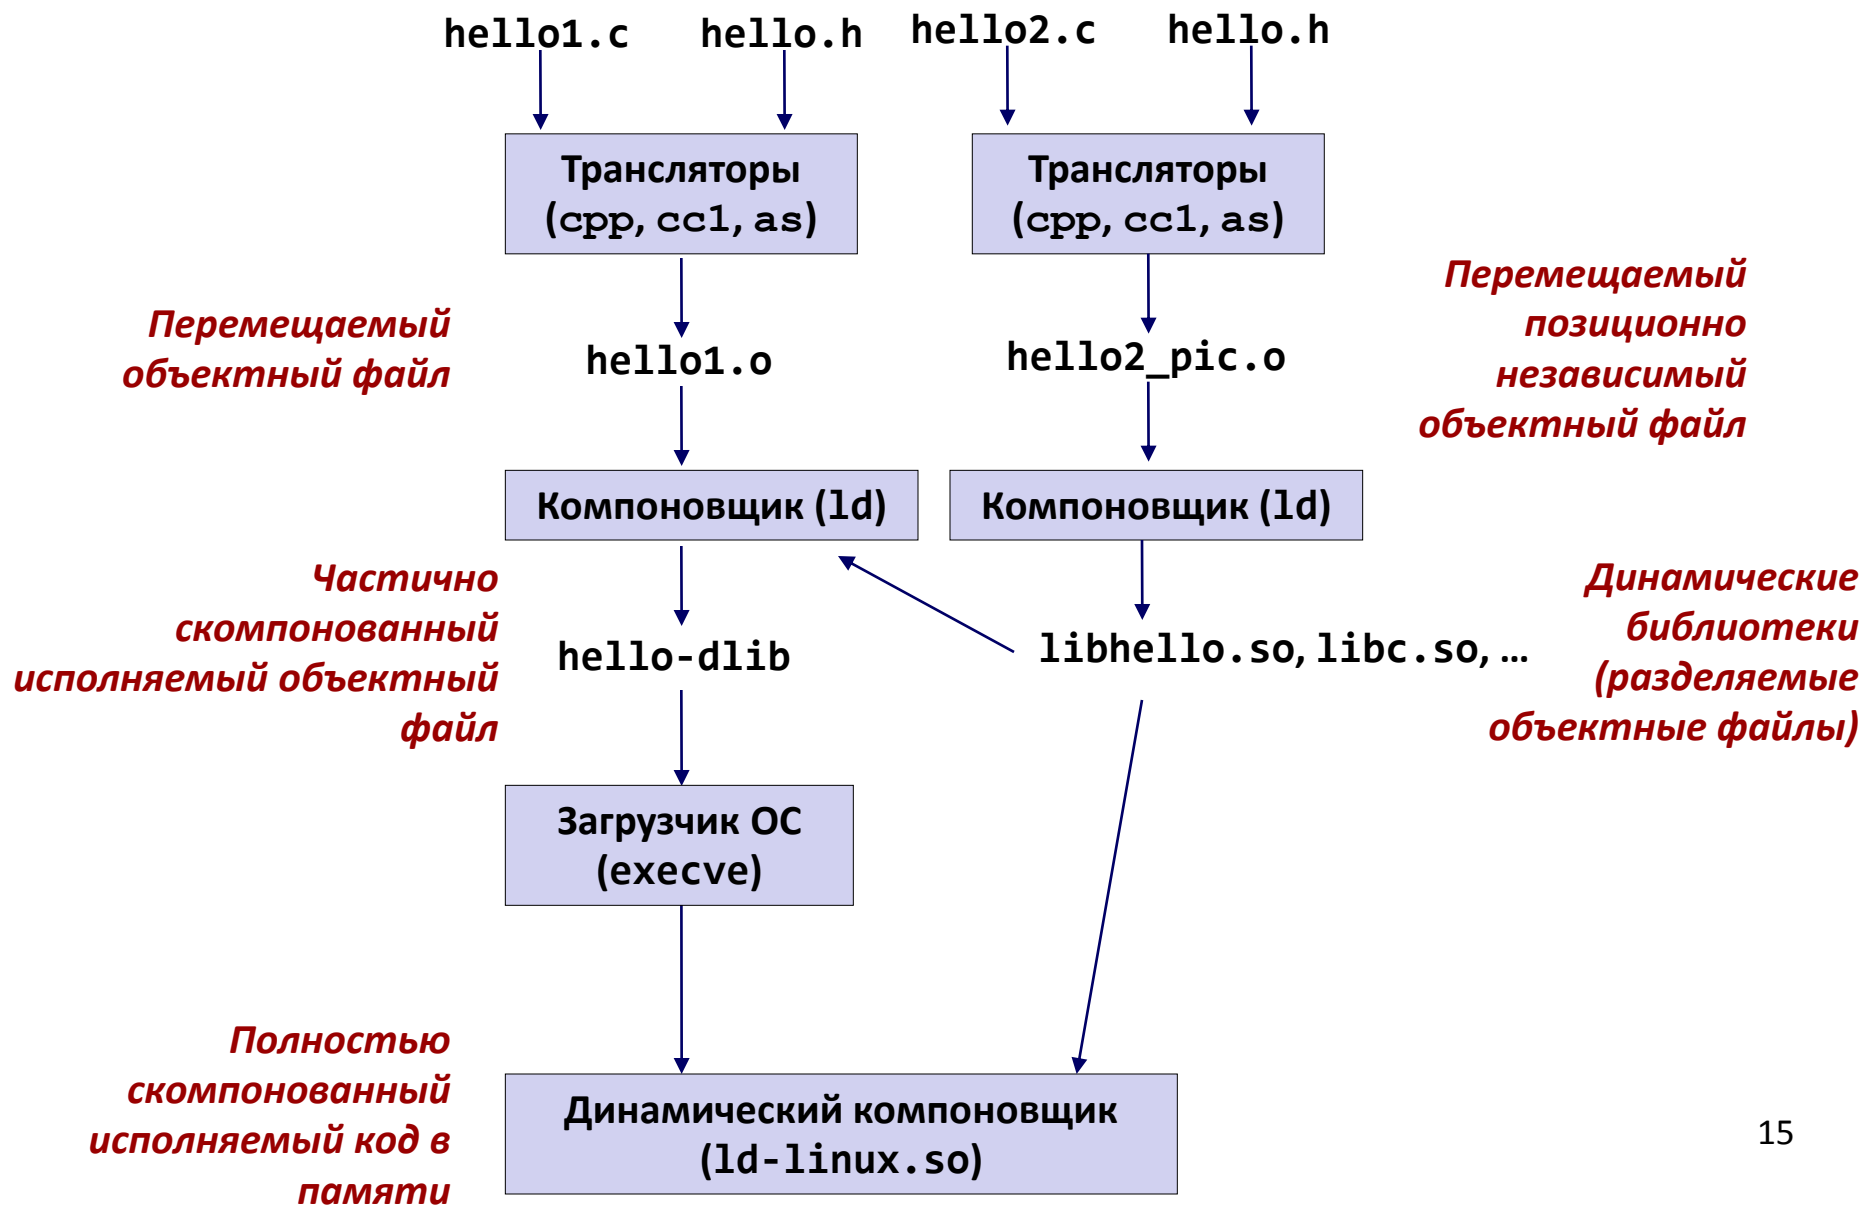 hello1.c hello.h hello2.c hello.h
Трансляторы
(cpp, cc1, as)
Трансляторы
(cpp, cc1, as)
Перемещаемый
объектный файл
hello1.o
hello2_pic.o
Перемещаемый
позиционно
независимый
объектный файл
Компоновщик (ld)
Компоновщик (ld)
Частично
скомпонованный
исполняемый объектный
файл
hello-dlib
libhello.so, libc.so, …
Динамические
библиотеки
(разделяемые
объектные файлы)
Загрузчик ОС
(execve)
Полностью
скомпонованный
исполняемый код в
памяти
Динамический компоновщик
(ld-linux.so)
15